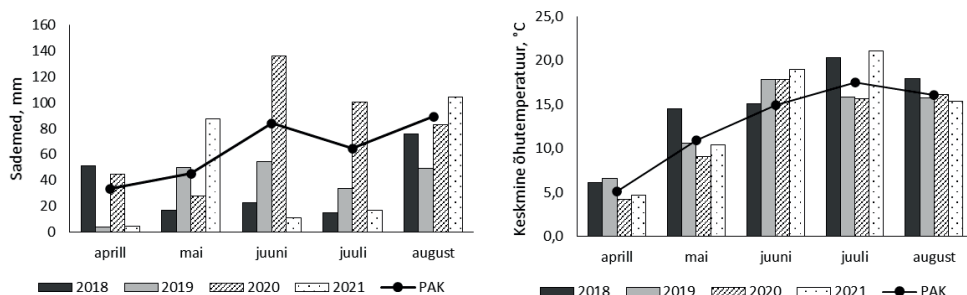 Sademed, mm
160
140
120
100
80
60
40
20
0
aprill mai juuni juuli august
2018 2019 2020 2021 PAK
Keskmine õhutemperatuur, ˚C
25,0
20,0
15,0
10,0
5,0
0,0
aprill mai juuni juuli august
2018 2019 2020 2021 PAK